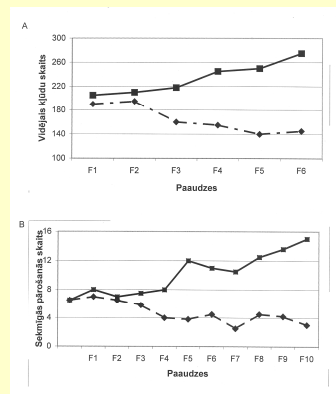 A
300
260
220
180
140
100
Vidējais kļūdu skaits
F1 F2 F3 F4 F5 F6
Paaudzes
B
16
12
8
4
0
Sekmīgās pārošanās skaits
F1 F2 F3 F4 F5 F6 F7 F8 F9 F10
Paaudzes